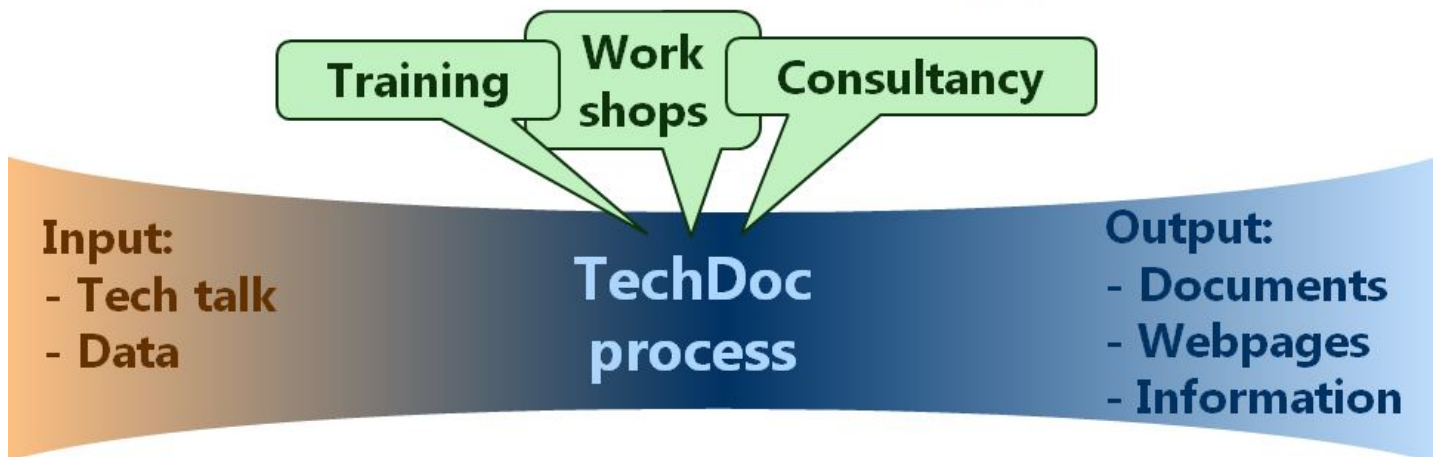 Training
Work
shops
Consultancy
Input:
- Tech talk
- Data
TechDoc
process
Output:
- Documents
- Webpages
- Information